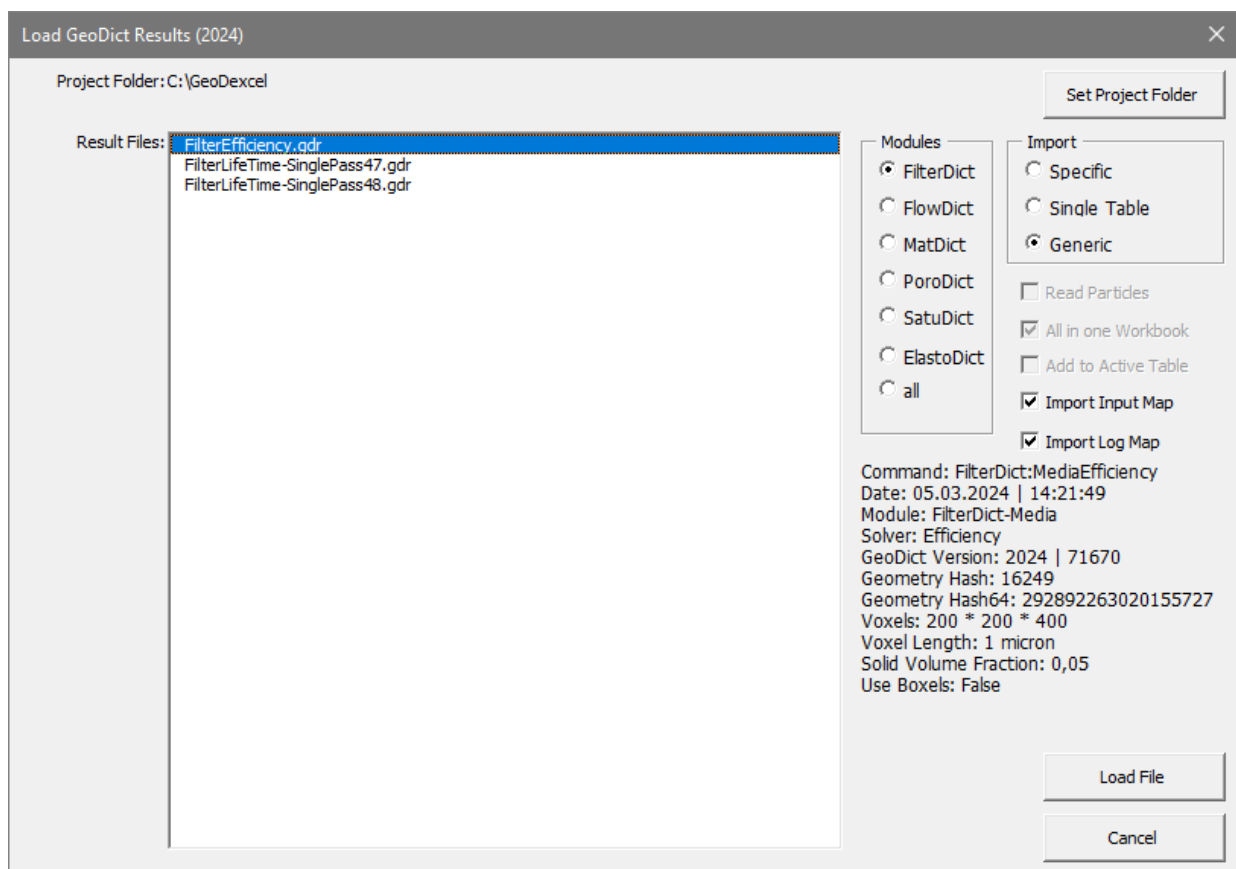 Load GeoDict Results (2024)
Project Folder: C:\GeoDexcel
Set Project Folder
Result Files:
FilterEfficiency.gdr
FilterLifeTime-SinglePass47.gdr
FilterLifeTime-SinglePass48.gdr
Modules
FilterDict
FlowDict
MatDict
PoroDict
SatuDict
ElastoDict
all
Import
Specific
Single Table
Generic
Read Particles
All in one Workbook
Add to Active Table
Import Input Map
Import Log Map
Command: FilterDict:MediaEfficiency
Date: 05.03.2024 | 14:21:49
Module: FilterDict-Media
Solver: Efficiency
GeoDict Version: 2024 | 71670
Geometry Hash: 16249
Geometry Hash64: 292892263020155727
Voxels: 200 * 200 * 400
Voxel Length: 1 micron
Solid Volume Fraction: 0,05
Use Boxels: False
Load File
Cancel